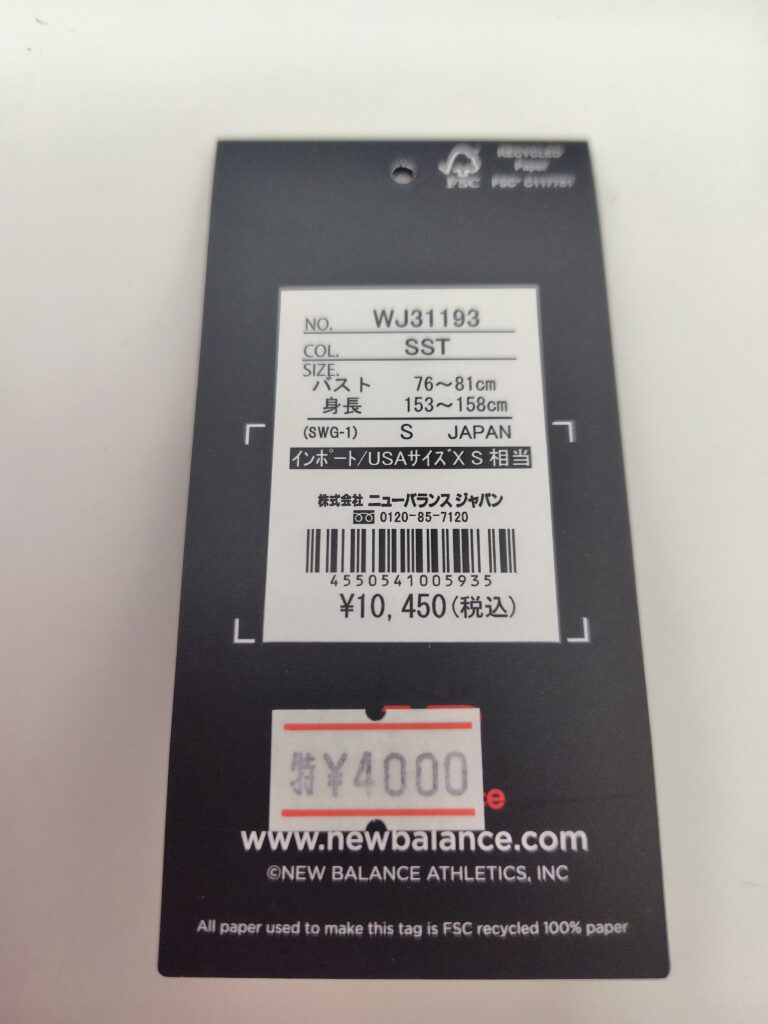 FSC
RECYCLED
Paper
NO. WJ31193
COL. SST
SIZE.
バスト 76～81cm
身長 153～158cm
(SWG-1) S JAPAN
インポート/USAサイズXS相当
株式会社 ニューバランス ジャパン
0120-85-7120
4550541005935
¥10,450(税込)
特¥4000
e
www.newbalance.com
©NEW BALANCE ATHLETICS, INC
All paper used to make this tag is FSC recycled 100% paper